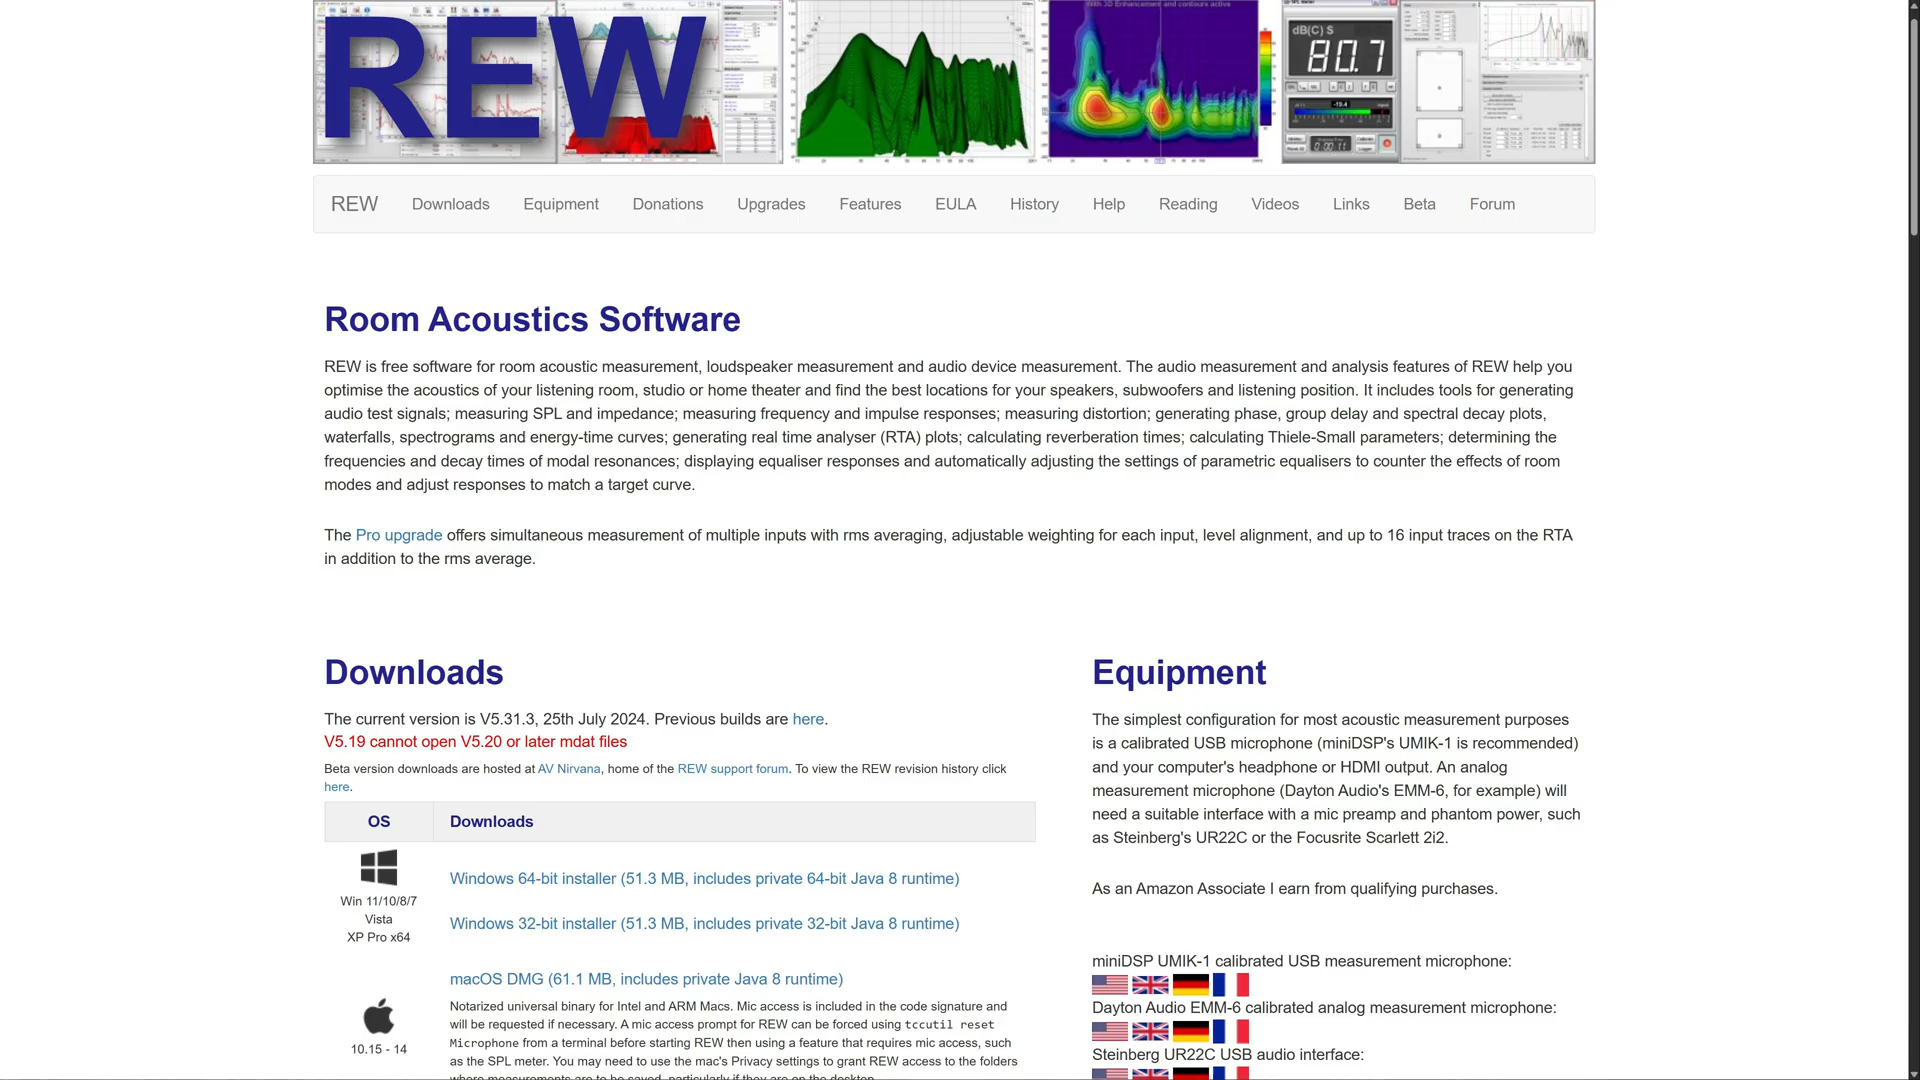 REW
With 3D Enhancement and contours active
dB(C) S
80.7
-19.4
REW Downloads Equipment Donations Upgrades Features EULA History Help Reading Videos Links Beta Forum
Room Acoustics Software
REW is free software for room acoustic measurement, loudspeaker measurement and audio device measurement. The audio measurement and analysis features of REW help you
optimise the acoustics of your listening room, studio or home theater and find the best locations for your speakers, subwoofers and listening position. It includes tools for generating
audio test signals; measuring SPL and impedance; measuring frequency and impulse responses; measuring distortion; generating phase, group delay and spectral decay plots,
waterfalls, spectrograms and energy-time curves; generating real time analyser (RTA) plots; calculating reverberation times; calculating Thiele-Small parameters; determining the
frequencies and decay times of modal resonances; displaying equaliser responses and automatically adjusting the settings of parametric equalisers to counter the effects of room
modes and adjust responses to match a target curve.
The Pro upgrade offers simultaneous measurement of multiple inputs with rms averaging, adjustable weighting for each input, level alignment, and up to 16 input traces on the RTA
in addition to the rms average.
Downloads
The current version is V5.31.3, 25th July 2024. Previous builds are here.
V5.19 cannot open V5.20 or later mdat files
Beta version downloads are hosted at AV Nirvana, home of the REW support forum. To view the REW revision history click
here.
OS Downloads
Win 11/10/8/7
Vista
XP Pro x64
Windows 64-bit installer (51.3 MB, includes private 64-bit Java 8 runtime)
Windows 32-bit installer (51.3 MB, includes private 32-bit Java 8 runtime)
10.15 - 14
macOS DMG (61.1 MB, includes private Java 8 runtime)
Notarized universal binary for Intel and ARM Macs. Mic access is included in the code signature and
will be requested if necessary. A mic access prompt for REW can be forced using tccutil reset
Microphone from a terminal before starting REW then using a feature that requires mic access, such
as the SPL meter. You may need to use the mac's Privacy settings to grant REW access to the folders
where measurements are to be saved, particularly if they are on the desktop.
Equipment
The simplest configuration for most acoustic measurement purposes
is a calibrated USB microphone (miniDSP's UMIK-1 is recommended)
and your computer's headphone or HDMI output. An analog
measurement microphone (Dayton Audio's EMM-6, for example) will
need a suitable interface with a mic preamp and phantom power, such
as Steinberg's UR22C or the Focusrite Scarlett 2i2.
As an Amazon Associate I earn from qualifying purchases.
miniDSP UMIK-1 calibrated USB measurement microphone:
Dayton Audio EMM-6 calibrated analog measurement microphone:
Steinberg UR22C USB audio interface: